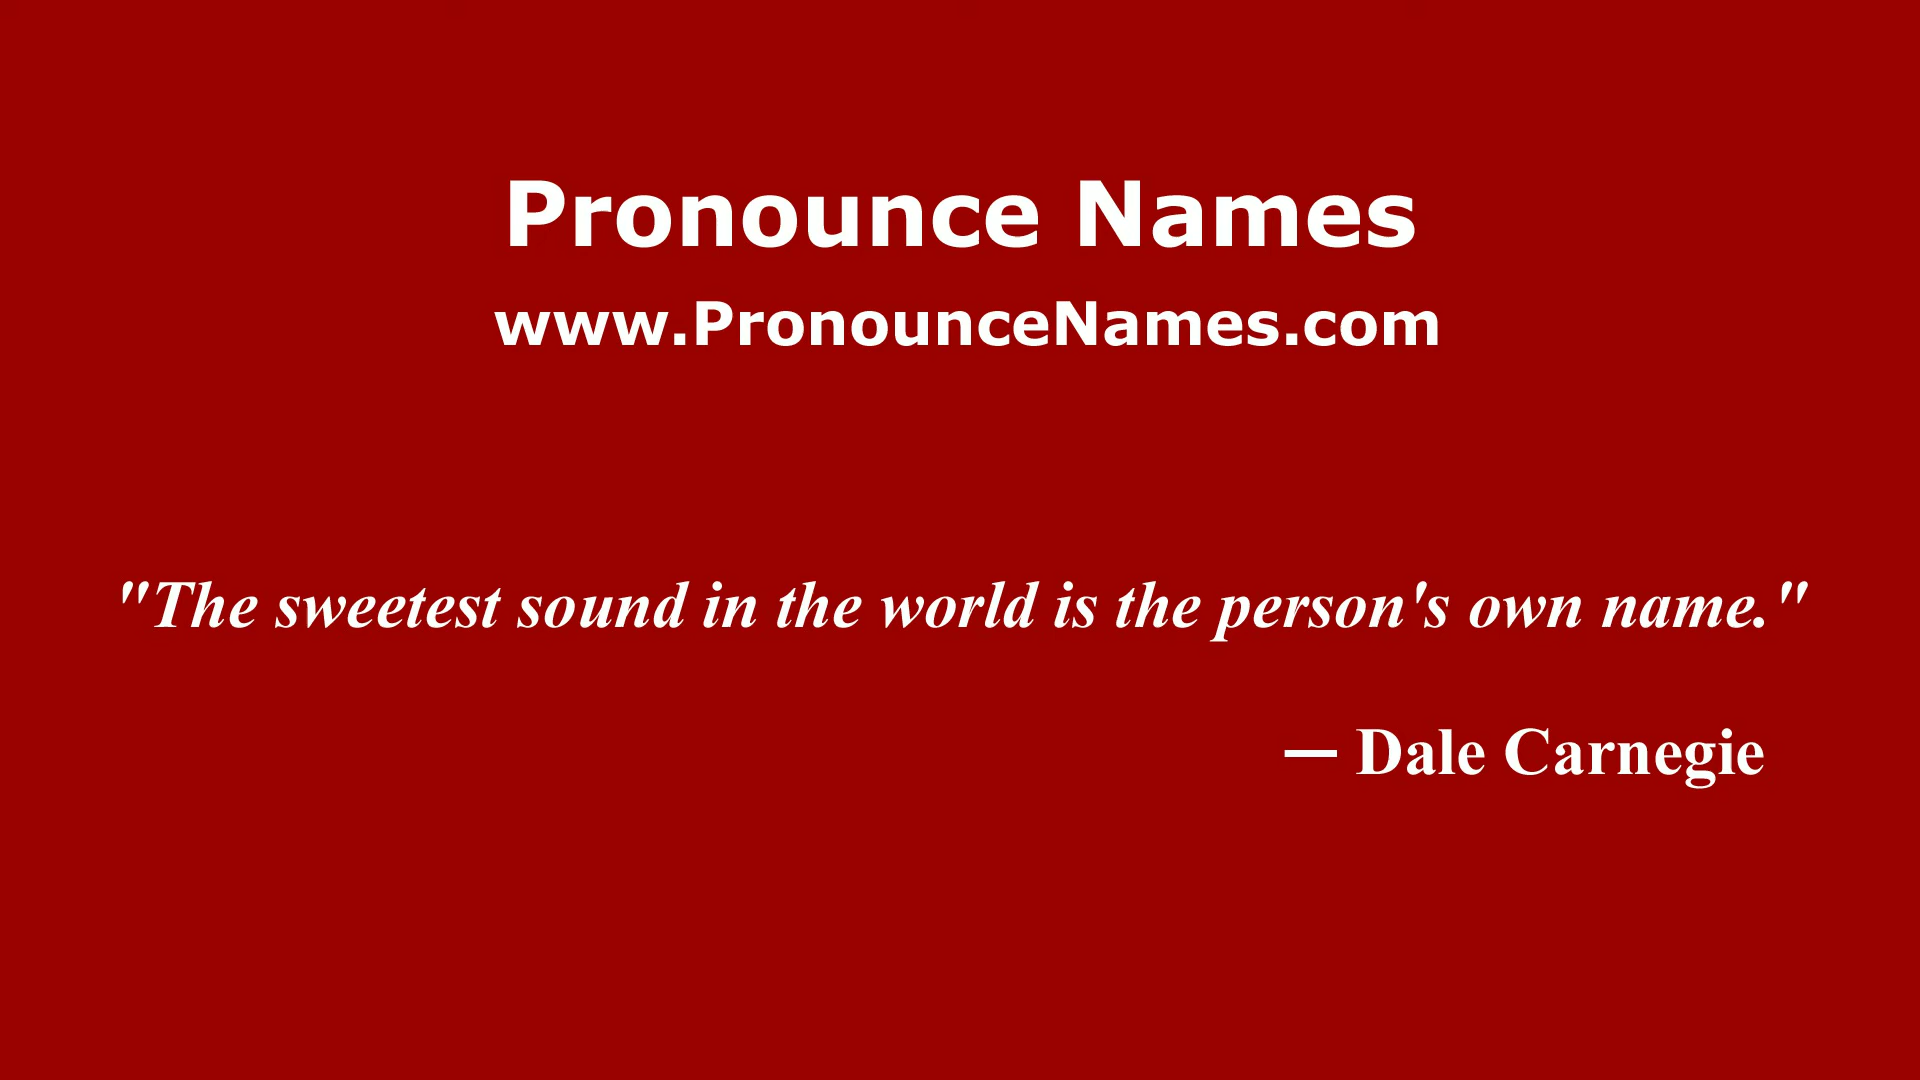 Pronounce Names
www.PronounceNames.com
"The sweetest sound in the world is the person's own name."
— Dale Carnegie